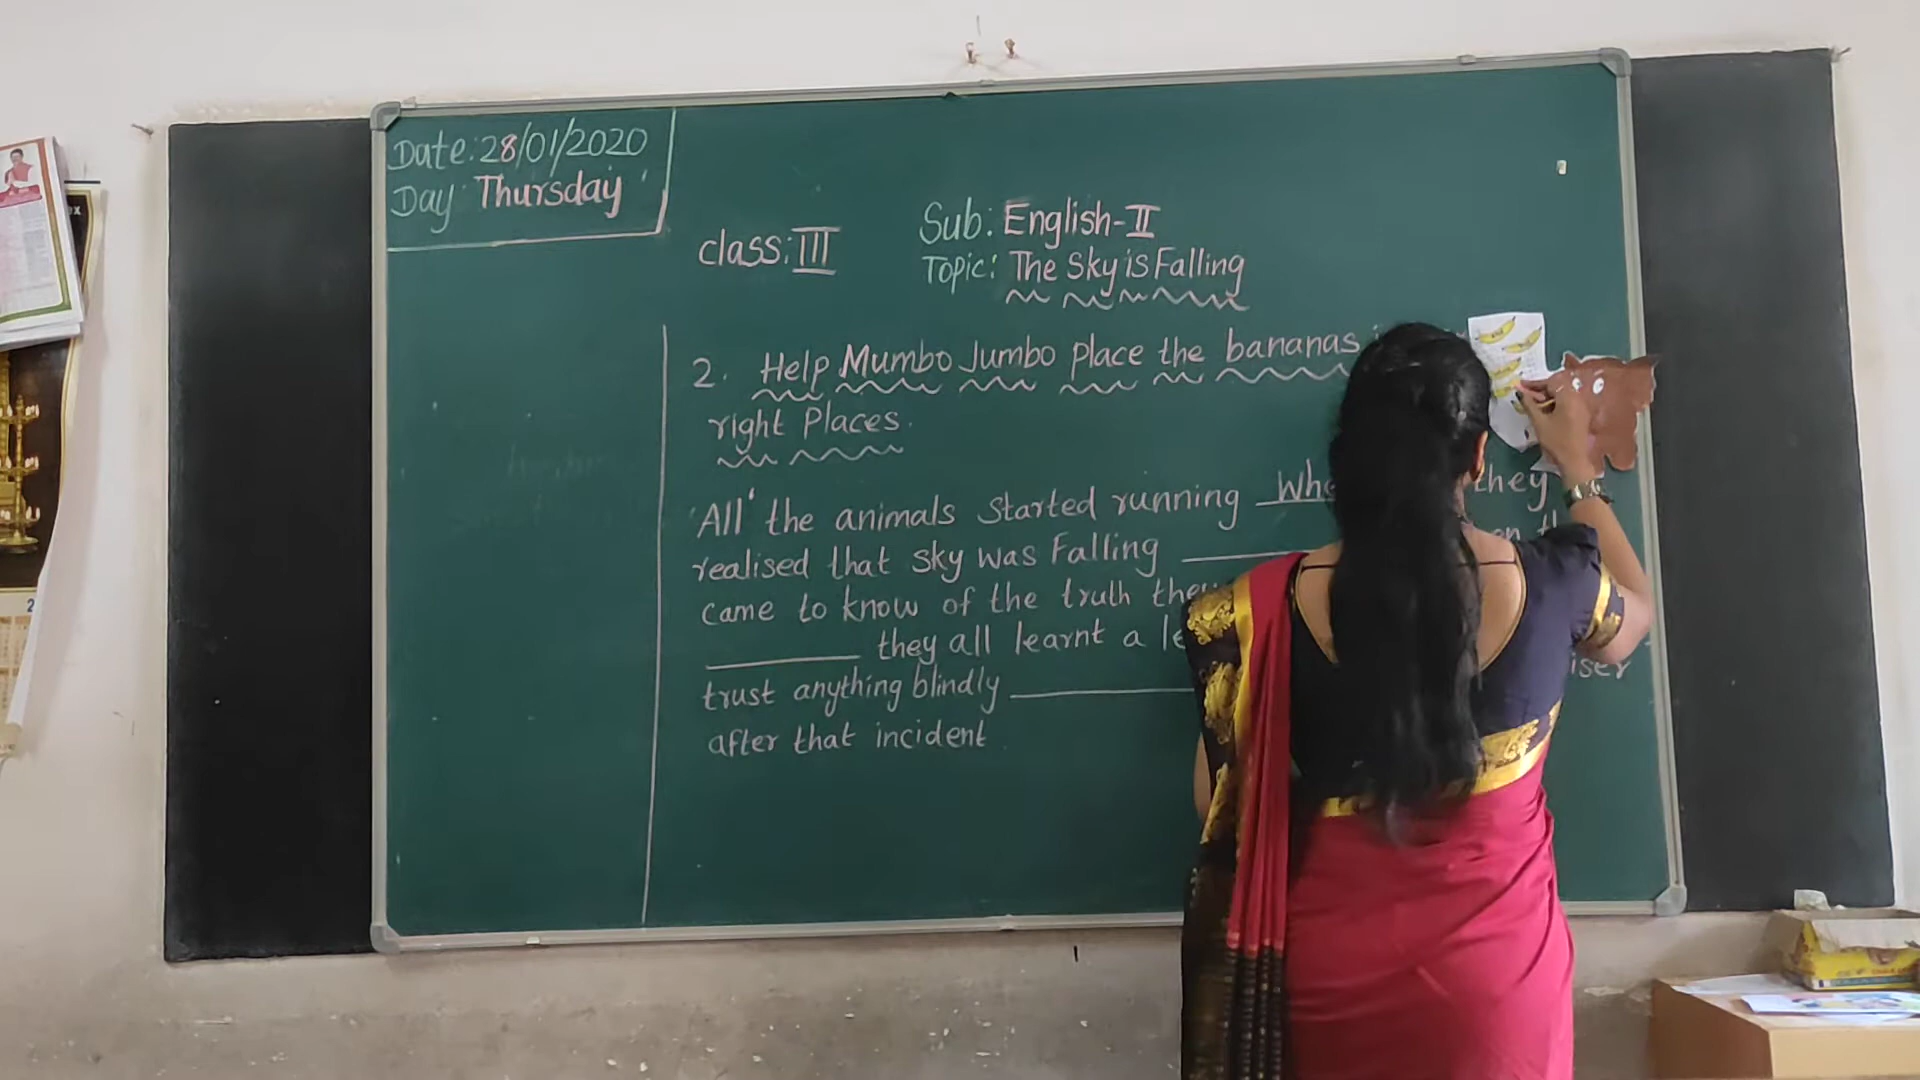 Date: 28/01/2020
Day: Thursday
class: III
Sub: English-II
Topic: The Sky is Falling
2. Help Mumbo Jumbo place the bananas
right Places.
All the animals started running they
realised that sky was Falling
came to know of the truth
they all learnt a
trust anything blindly
after that incident